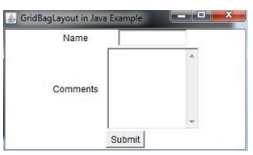 GridBagLayout in Java Example
Name
Comments
Submit